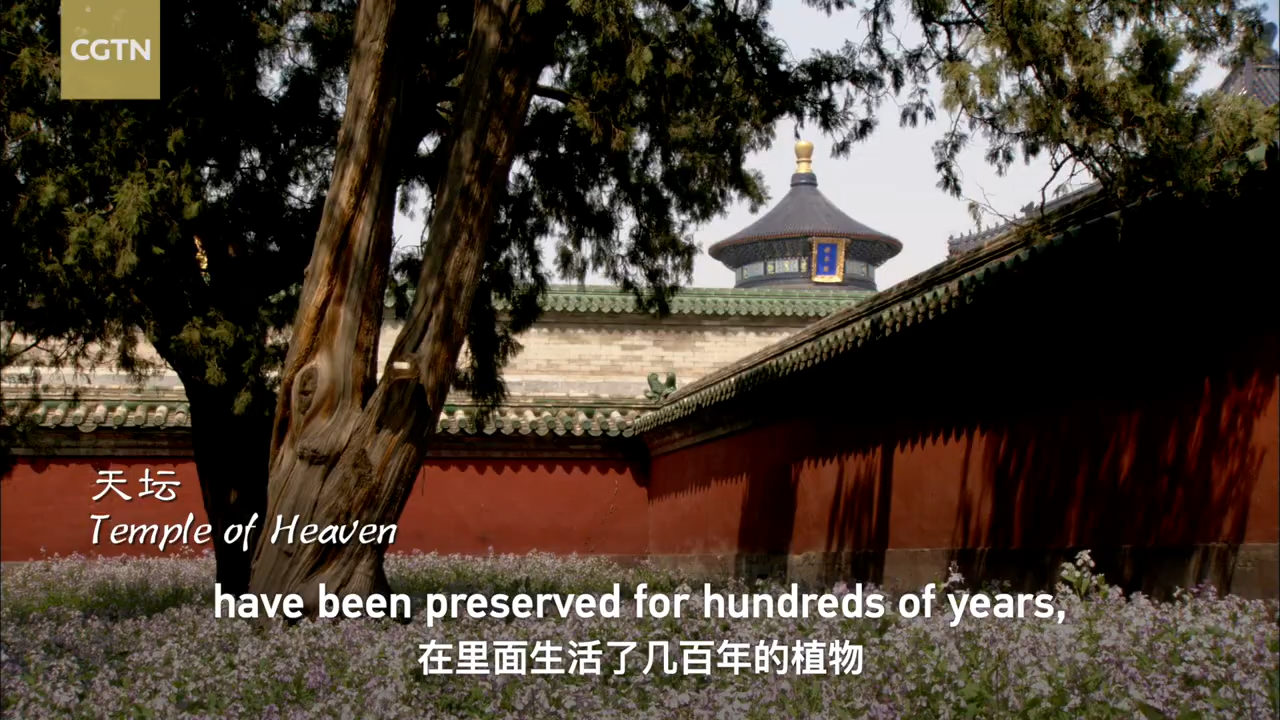 CGTN
天坛
Temple of Heaven
have been preserved for hundreds of years,
在里面生活了几百年的植物